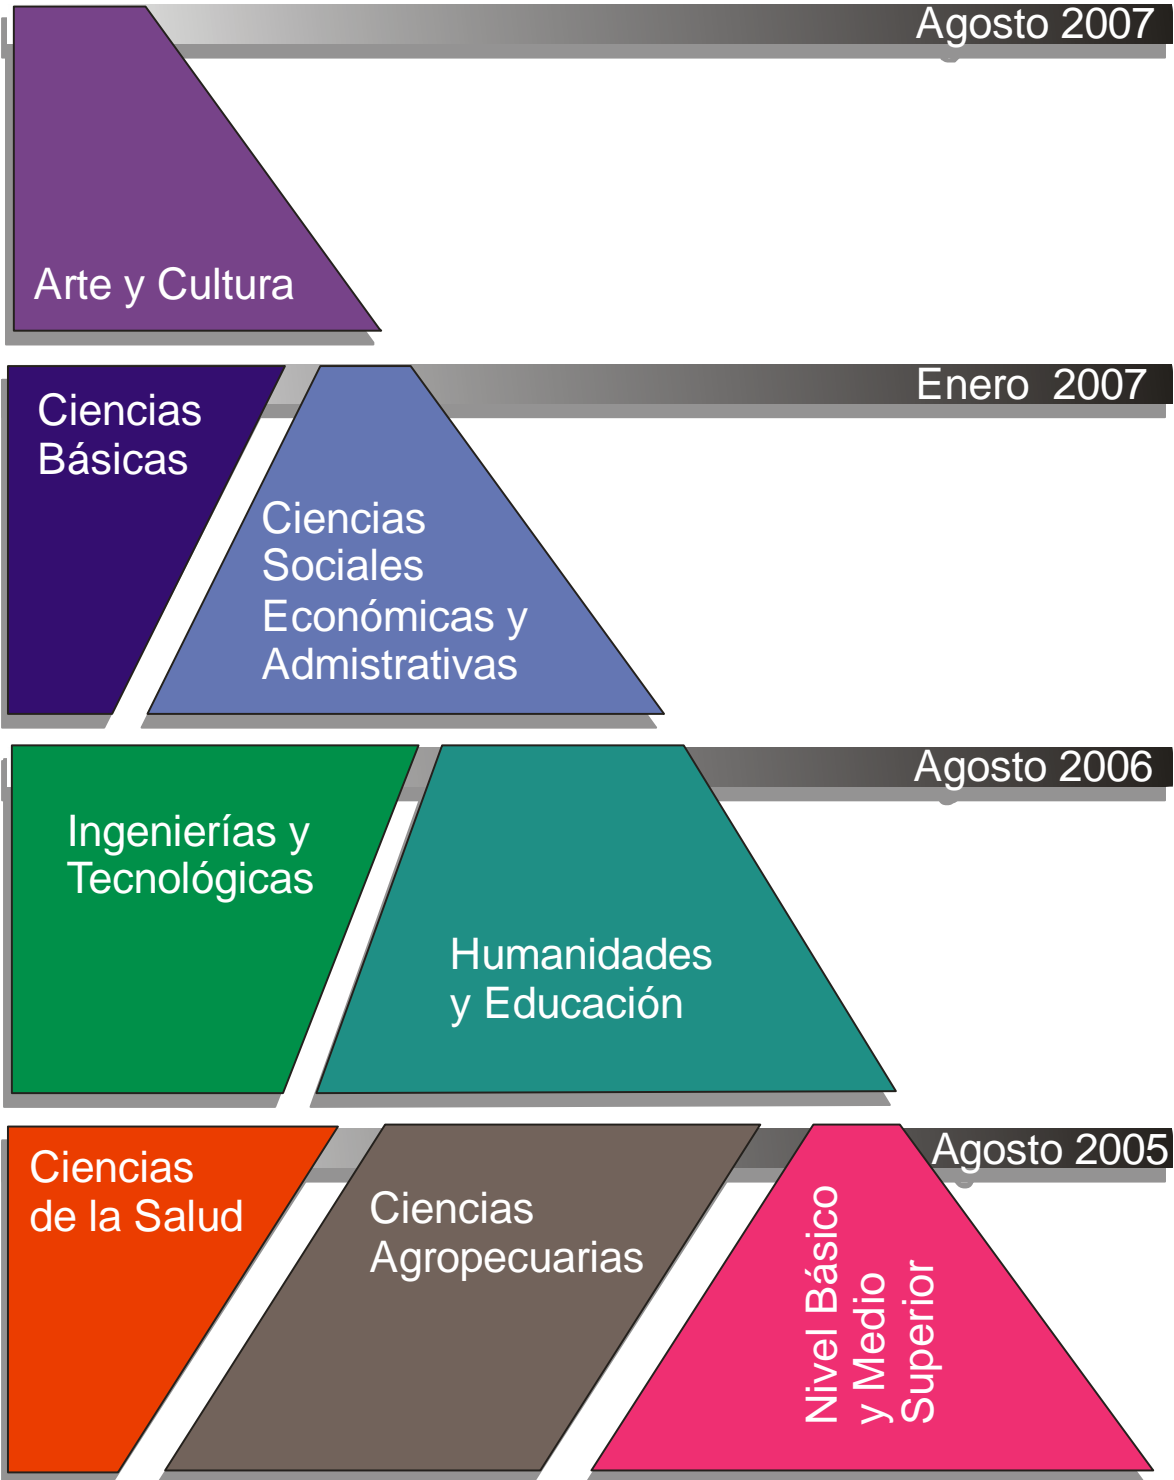 Agosto 2007
Arte y Cultura
Enero 2007
Ciencias
Básicas
Ciencias
Sociales
Económicas y
Admistrativas
Agosto 2006
Ingenierías y
Tecnológicas
Humanidades
y Educación
Agosto 2005
Ciencias
de la Salud
Ciencias
Agropecuarias
Nivel Básico
y Medio
Superior